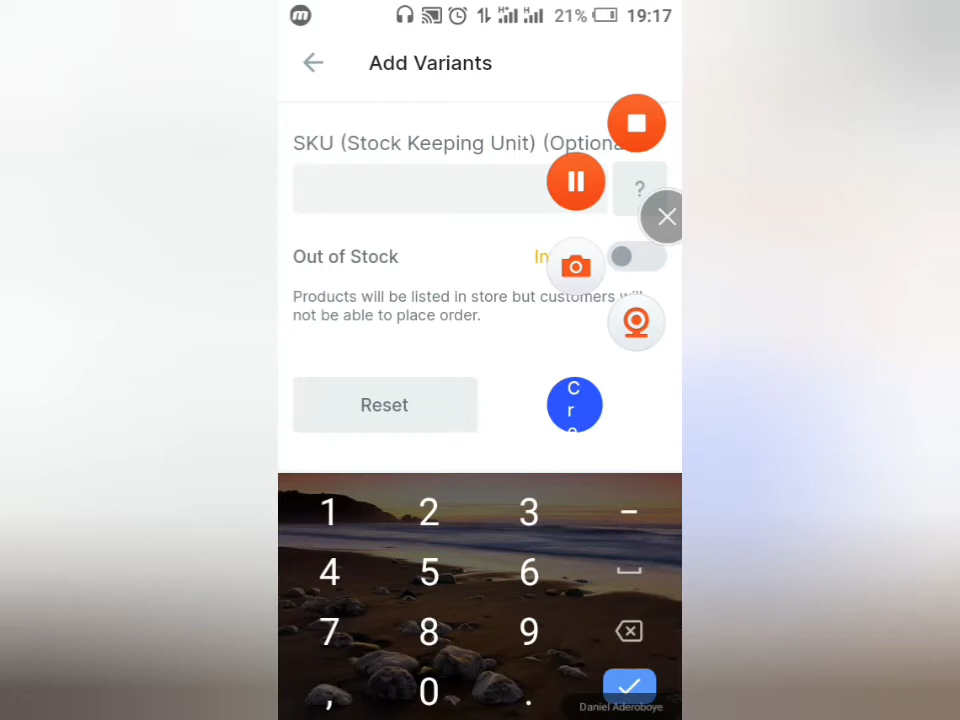 21% 19:17
Add Variants
SKU (Stock Keeping Unit) (Optiona
?
Out of Stock In
Products will be listed in store but customers will
not be able to place order.
Reset
C
r
1 2 3 -
4 5 6
7 8 9
, 0 .
Daniel Aderoboye